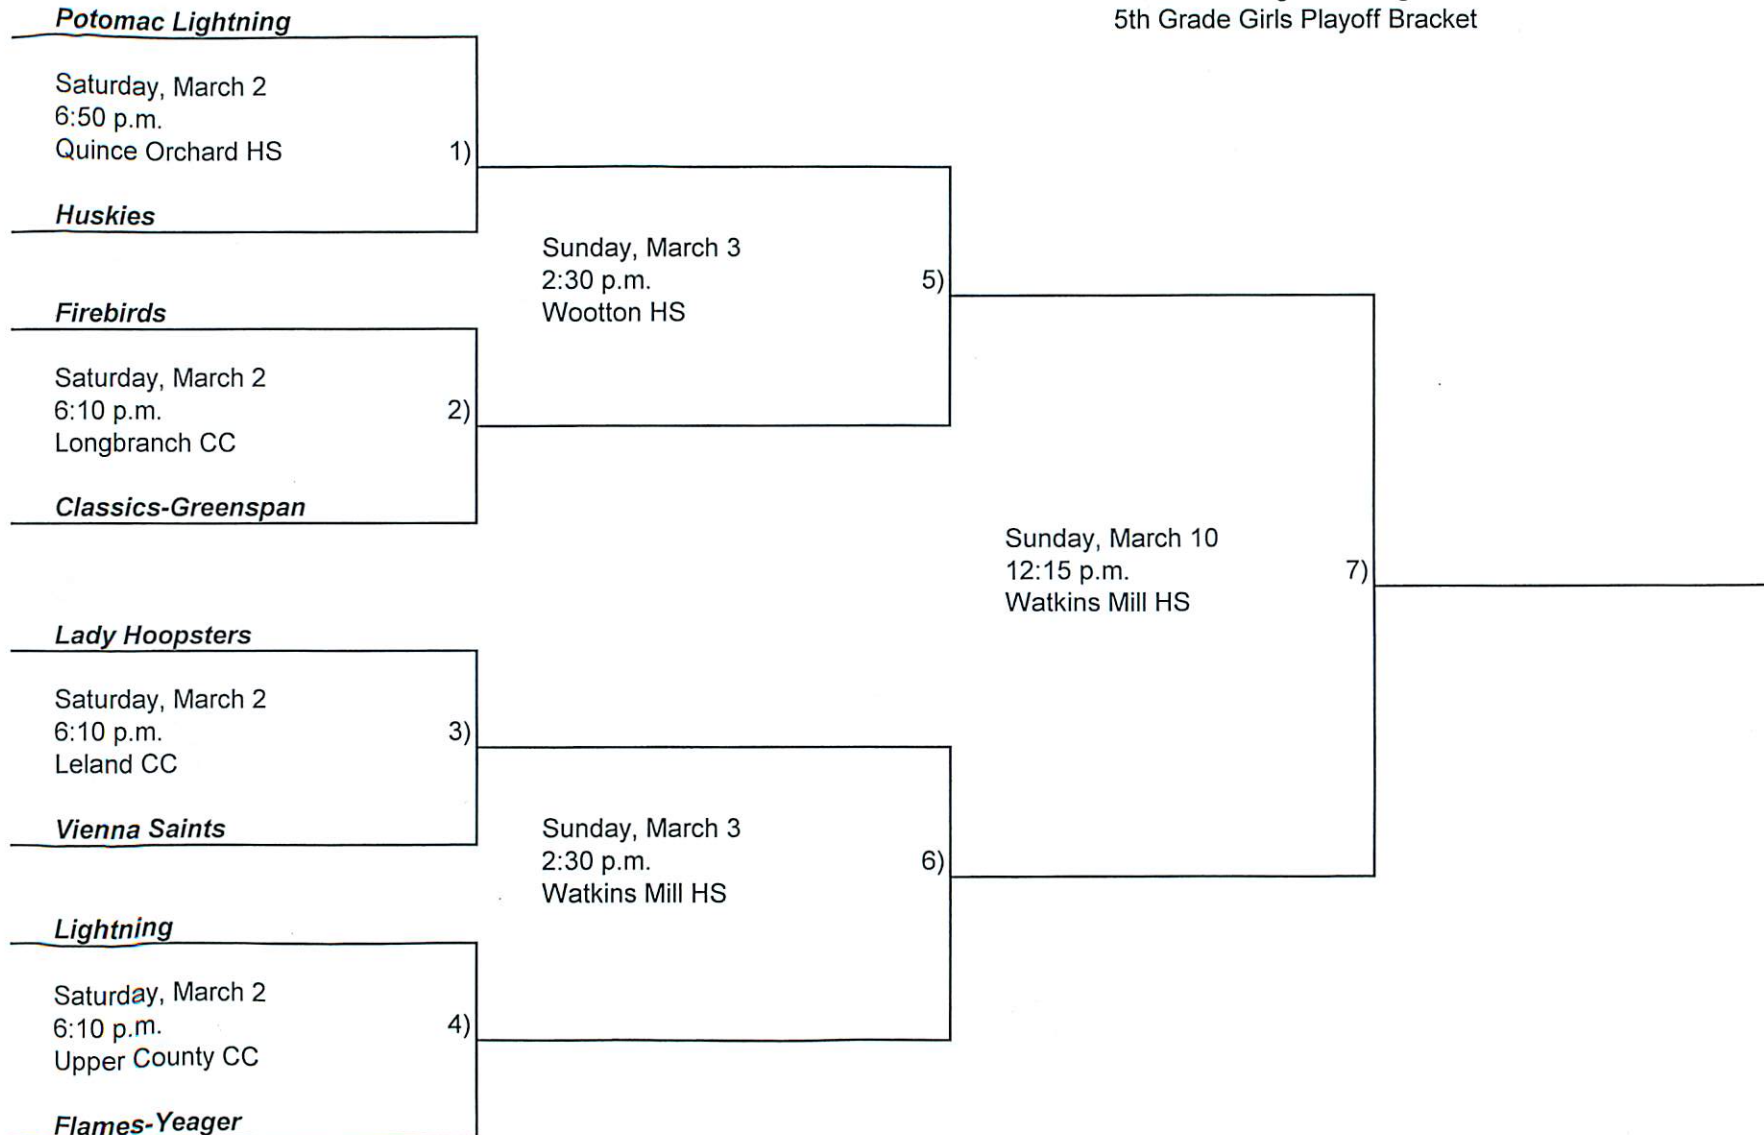 5th Grade Girls Playoff Bracket
Potomac Lightning
Saturday, March 2
6:50 p.m.
Quince Orchard HS
1)
Huskies
Firebirds
Saturday, March 2
6:10 p.m.
Longbranch CC
2)
Classics-Greenspan
Sunday, March 3
2:30 p.m.
Wootton HS
5)
Lady Hoopsters
Saturday, March 2
6:10 p.m.
Leland CC
3)
Vienna Saints
Lightning
Saturday, March 2
6:10 p.m.
Upper County CC
4)
Flames-Yeager
Sunday, March 3
2:30 p.m.
Watkins Mill HS
6)
Sunday, March 10
12:15 p.m.
Watkins Mill HS
7)